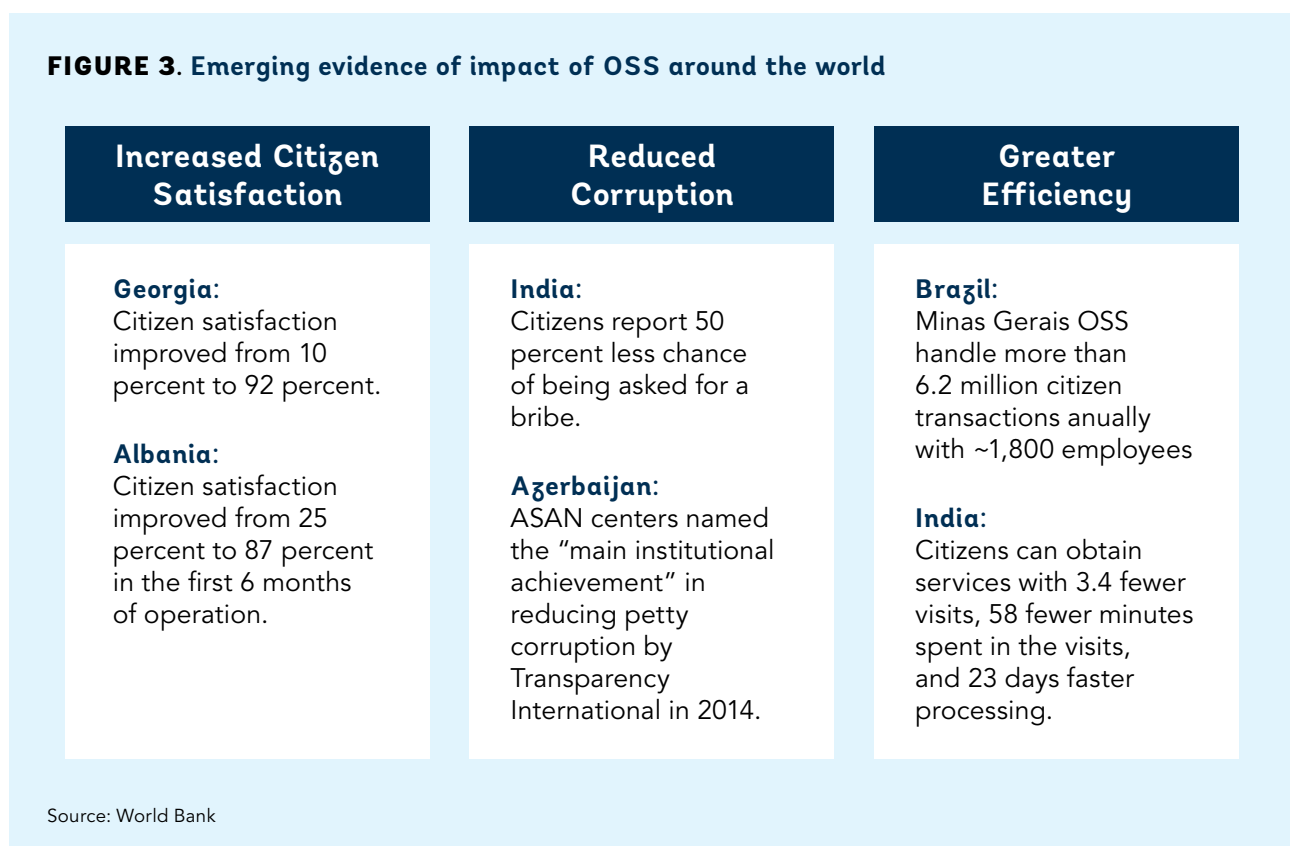 FIGURE 3. Emerging evidence of impact of OSS around the world
Increased Citizen
Satisfaction
Georgia:
Citizen satisfaction
improved from 10
percent to 92 percent.
Albania:
Citizen satisfaction
improved from 25
percent to 87 percent
in the first 6 months
of operation.
Reduced
Corruption
India:
Citizens report 50
percent less chance
of being asked for a
bribe.
Azerbaijan:
ASAN centers named
the “main institutional
achievement” in
reducing petty
corruption by
Transparency
International in 2014.
Greater
Efficiency
Brazil:
Minas Gerais OSS
handle more than
6.2 million citizen
transactions anually
with ~1,800 employees
India:
Citizens can obtain
services with 3.4 fewer
visits, 58 fewer minutes
spent in the visits,
and 23 days faster
processing.
Source: World Bank